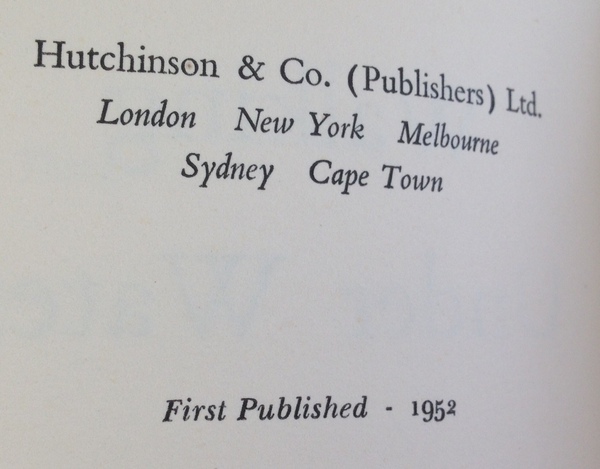 Hutchinson & Co. (Publishers) Ltd.
London New York Melbourne
Sydney Cape Town
First Published - 1952